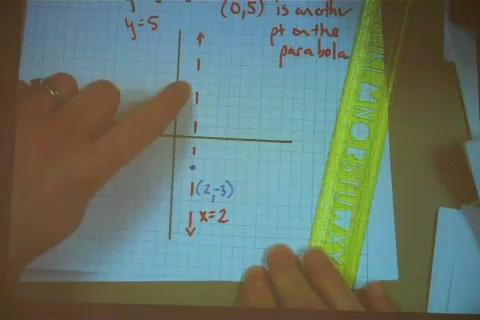 y=5
(0,5) is another
pt on the
parabola
(2,-3)
x=2